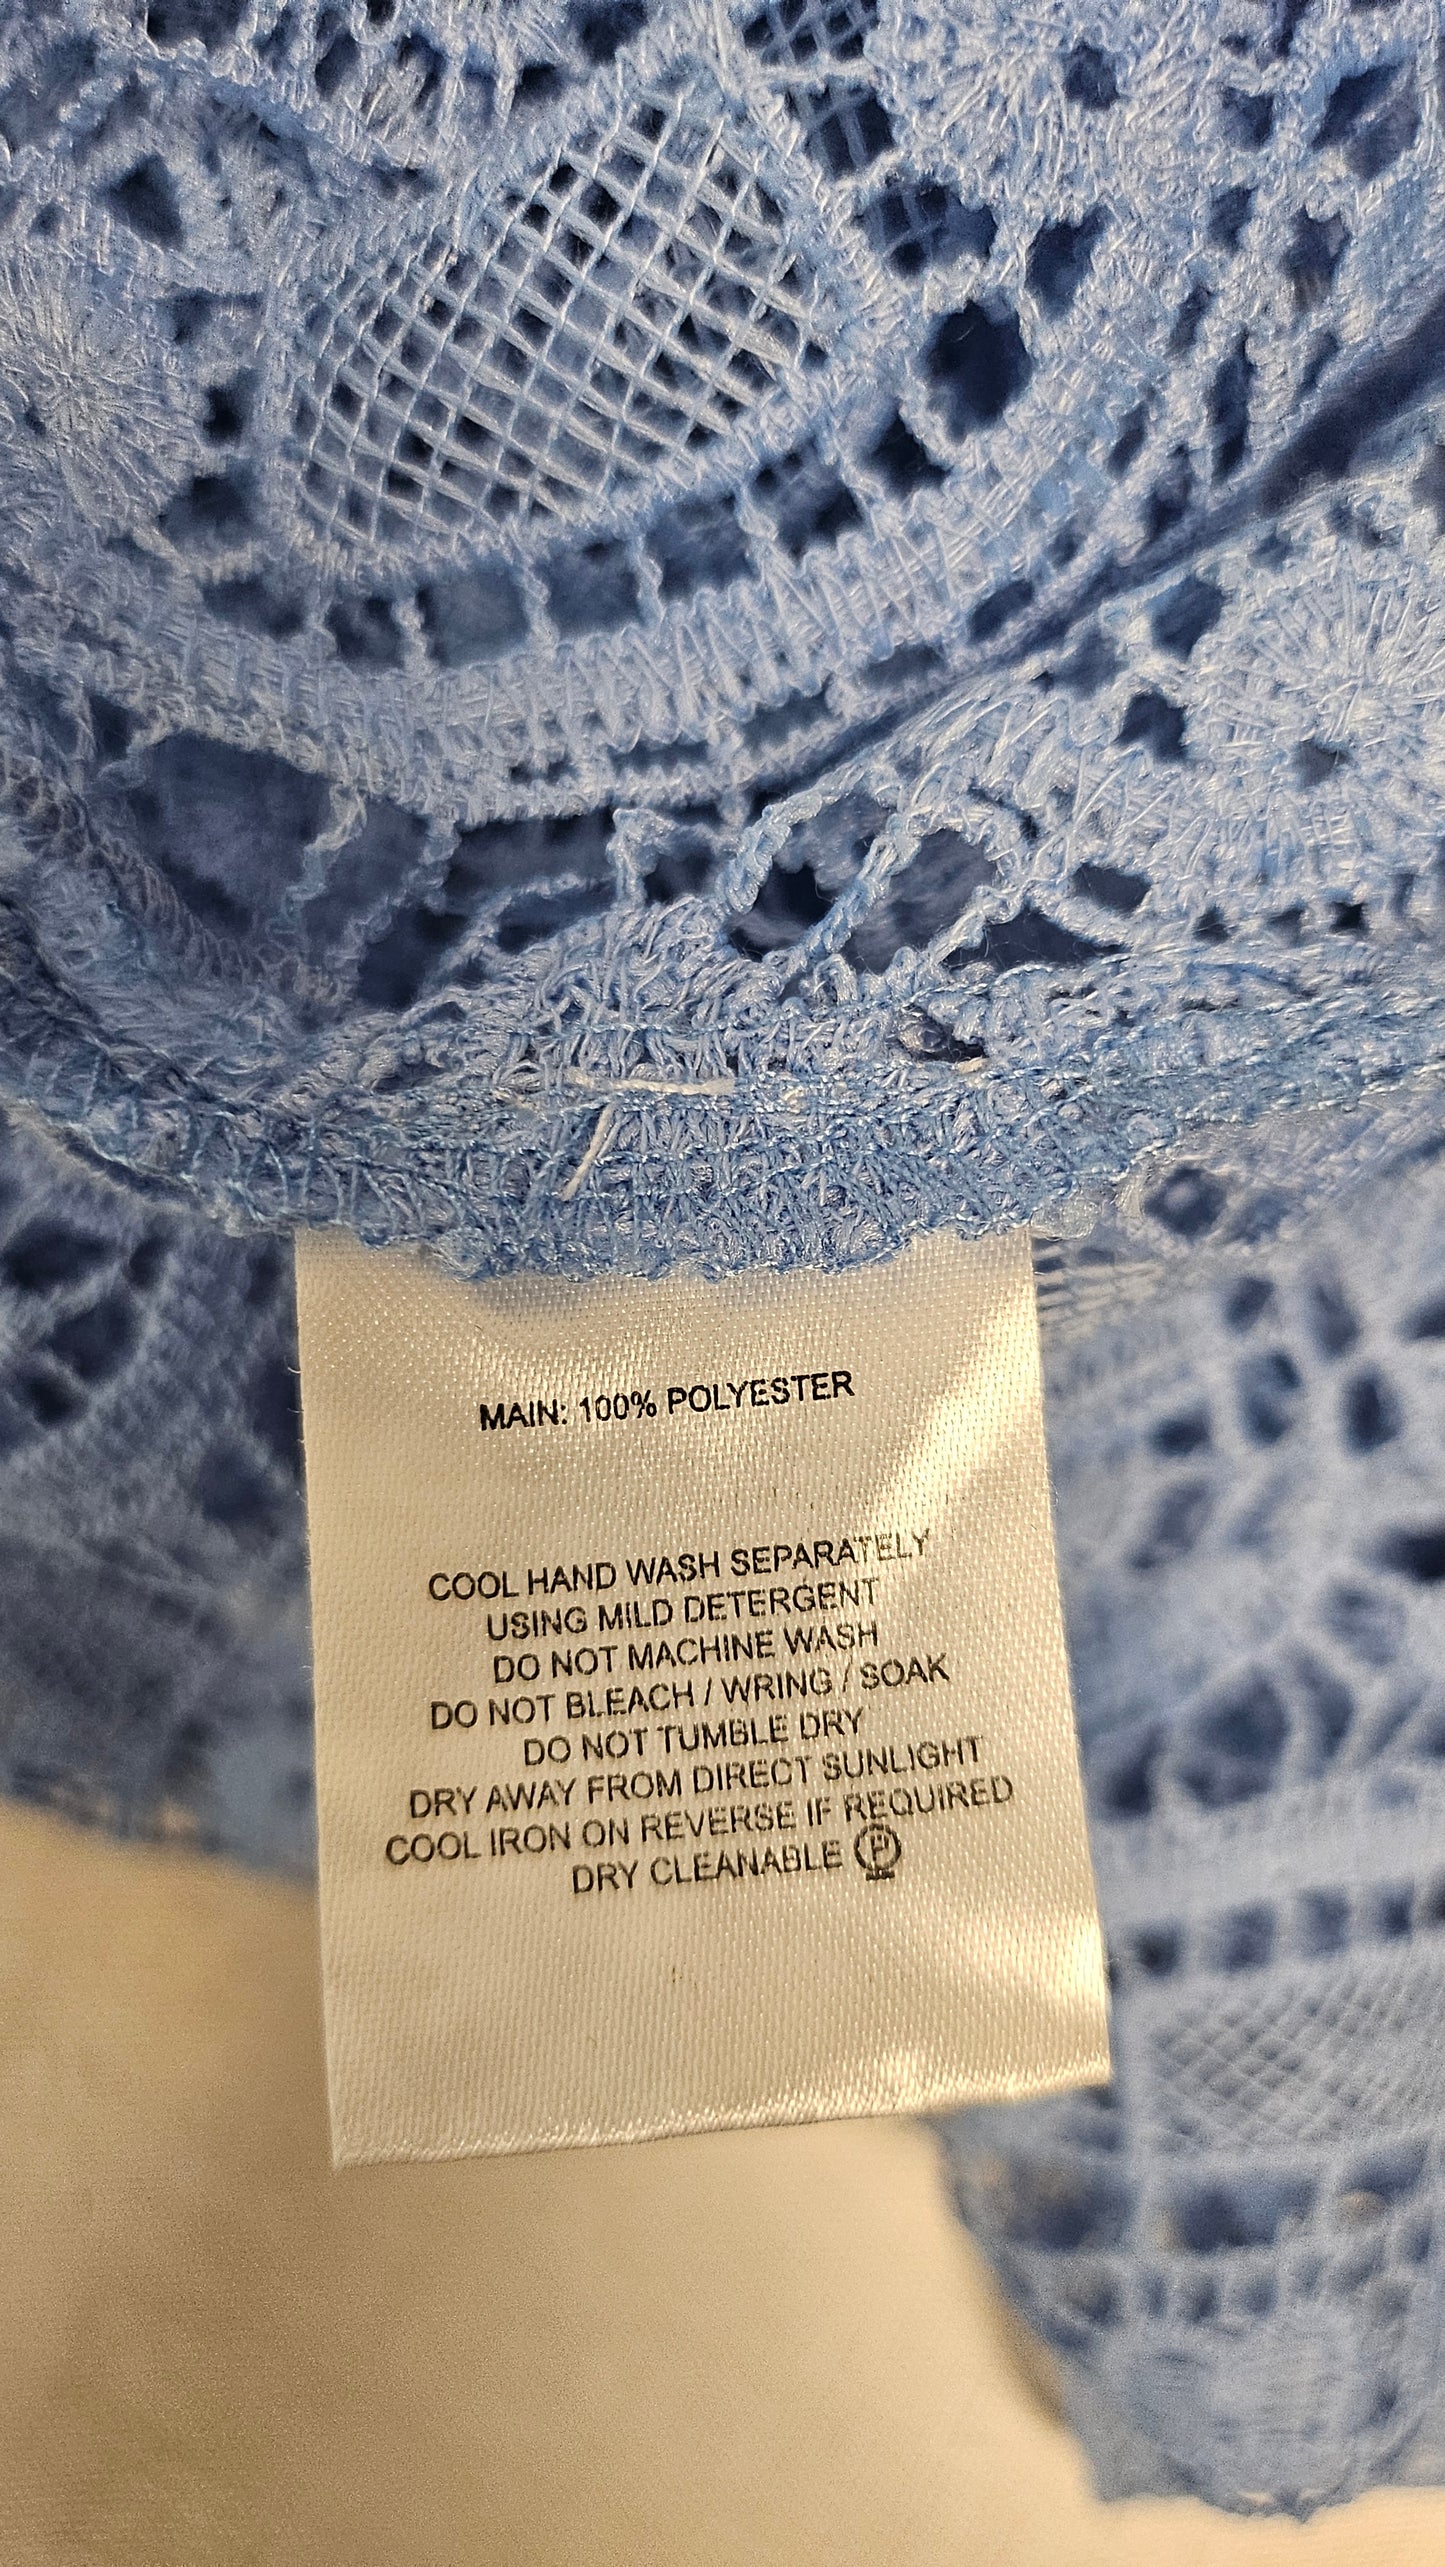 MAIN: 100% POLYESTER
COOL HAND WASH SEPARATELY
USING MILD DETERGENT
DO NOT MACHINE WASH
DO NOT BLEACH / WRING / SOAK
DO NOT TUMBLE DRY
DRY AWAY FROM DIRECT SUNLIGHT
COOL IRON ON REVERSE IF REQUIRED
DRY CLEANABLE P